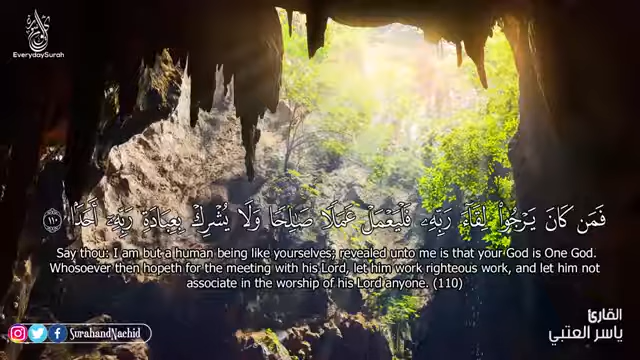 EverydaySurah
فَمَن كَانَ يَرْجُوا۟ لِقَآءَ رَبِّهِۦ فَلْيَعْمَلْ عَمَلًا صَـٰلِحًا وَلَا يُشْرِكْ بِعِبَادَةِ رَبِّهِۦٓ أَحَدًۢا ١١٠
Say thou: I am but a human being like yourselves; revealed unto me is that your God is One God.
Whosoever then hopeth for the meeting with his Lord, let him work righteous work, and let him not
associate in the worship of his Lord anyone. (110)
SurahandNachid
القارئ
ياسر العتبي